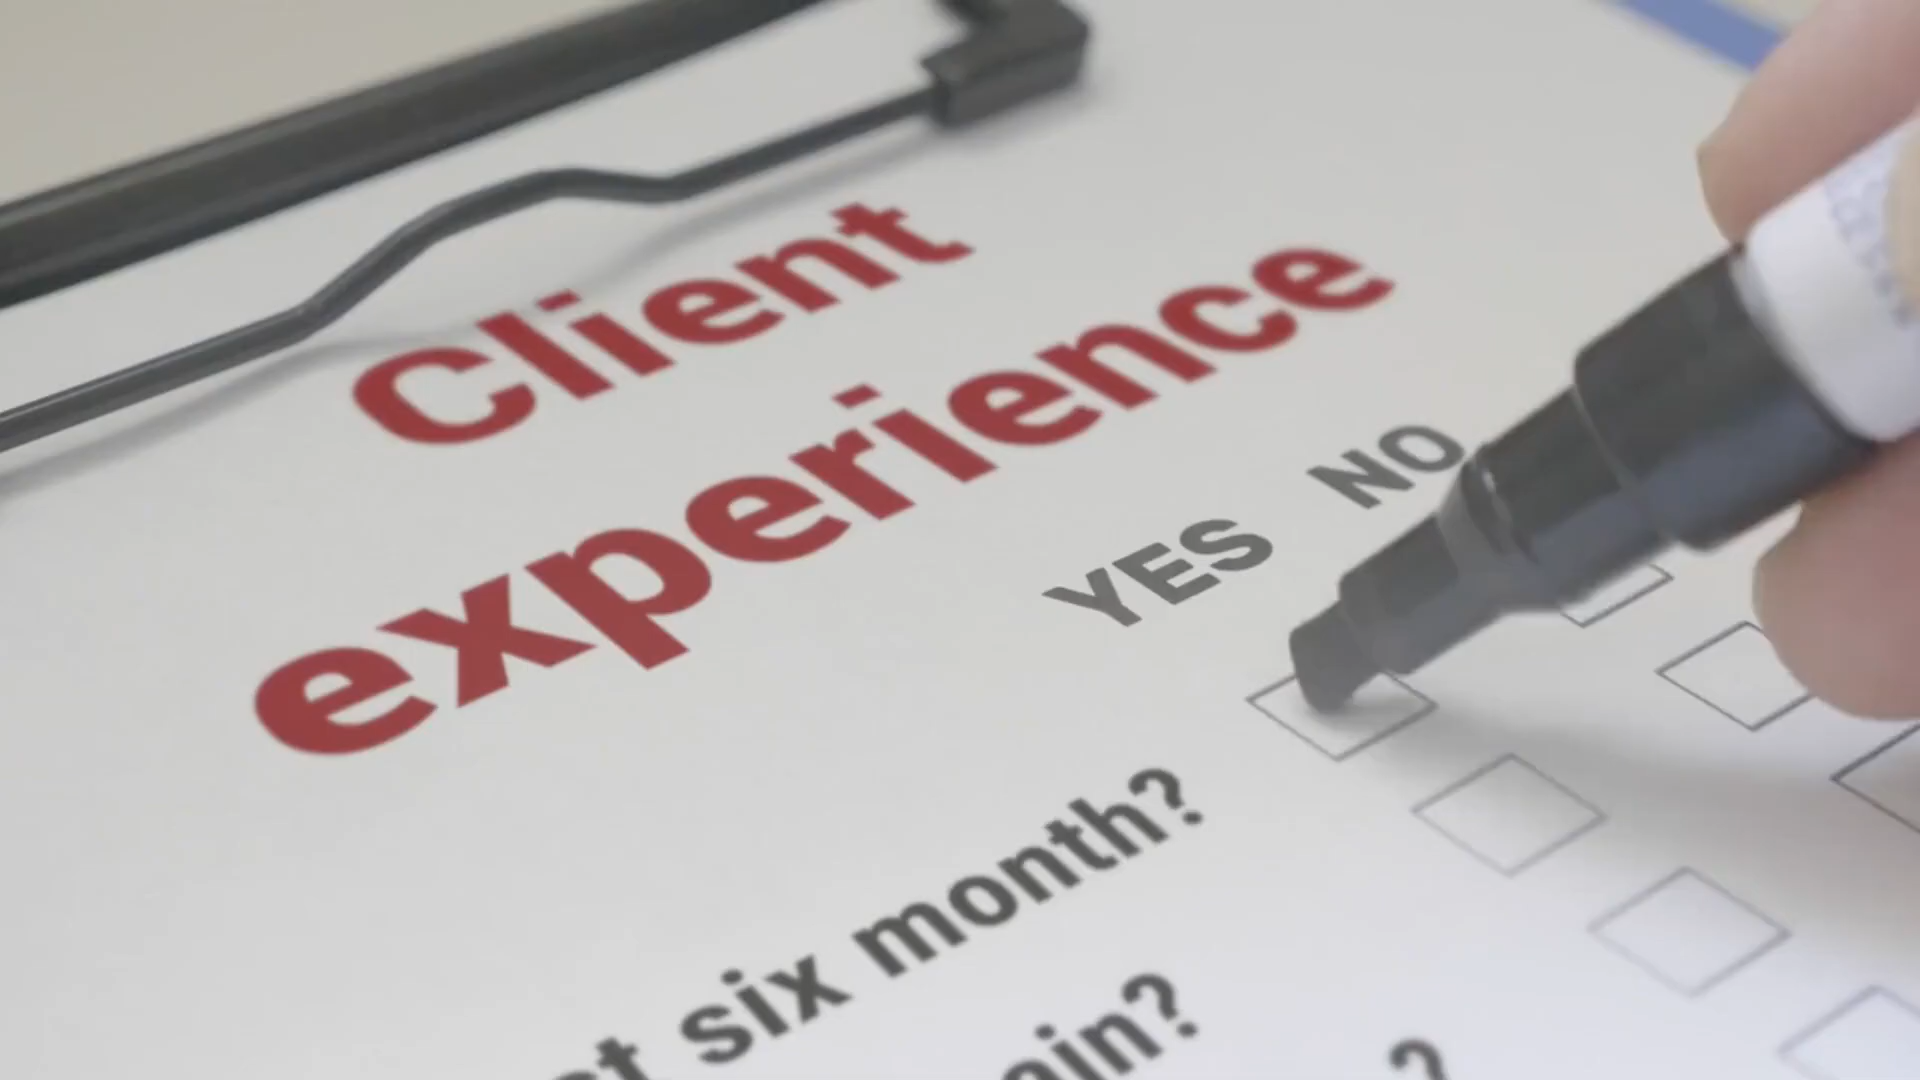 Client
experience
YES NO
six month?
?